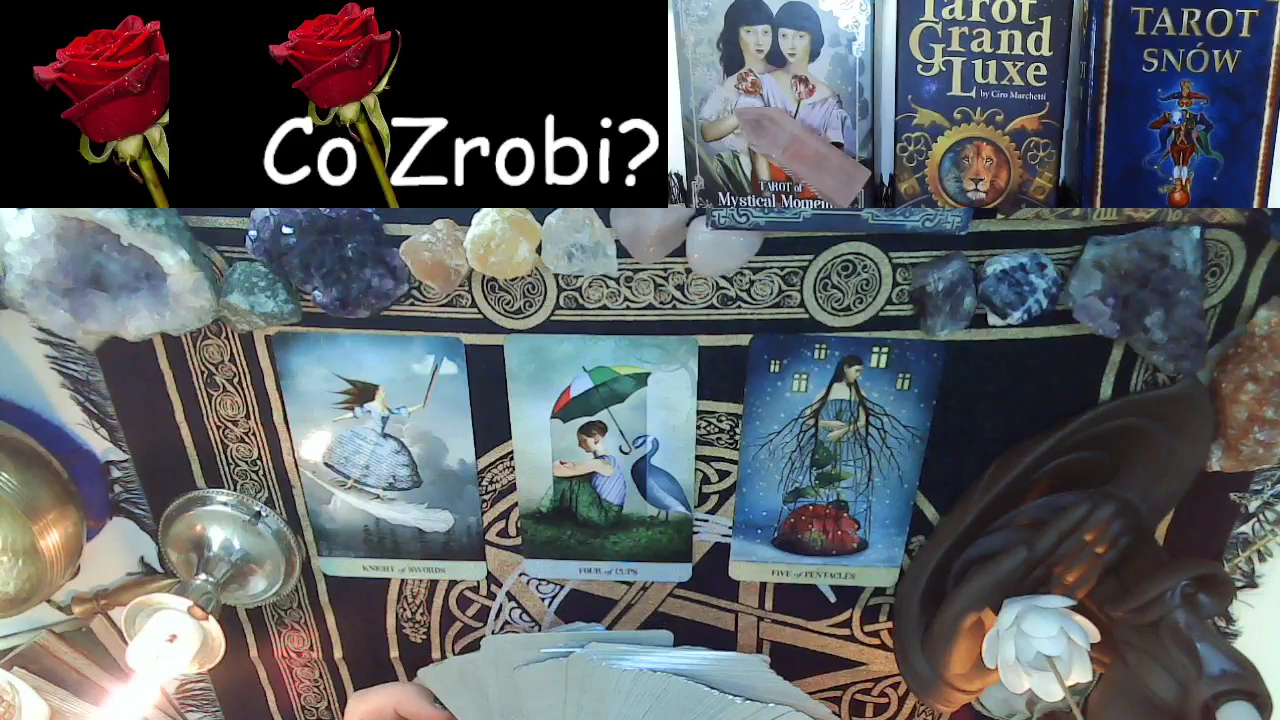 Co Zrobi?
TAROT of
Mystical
Tarot
Grand
Luxe
by Ciro Marchetti
TAROT
SNÓW
KNIGHT of SWORDS
FOUR of CUPS
FIVE of PENTACLES